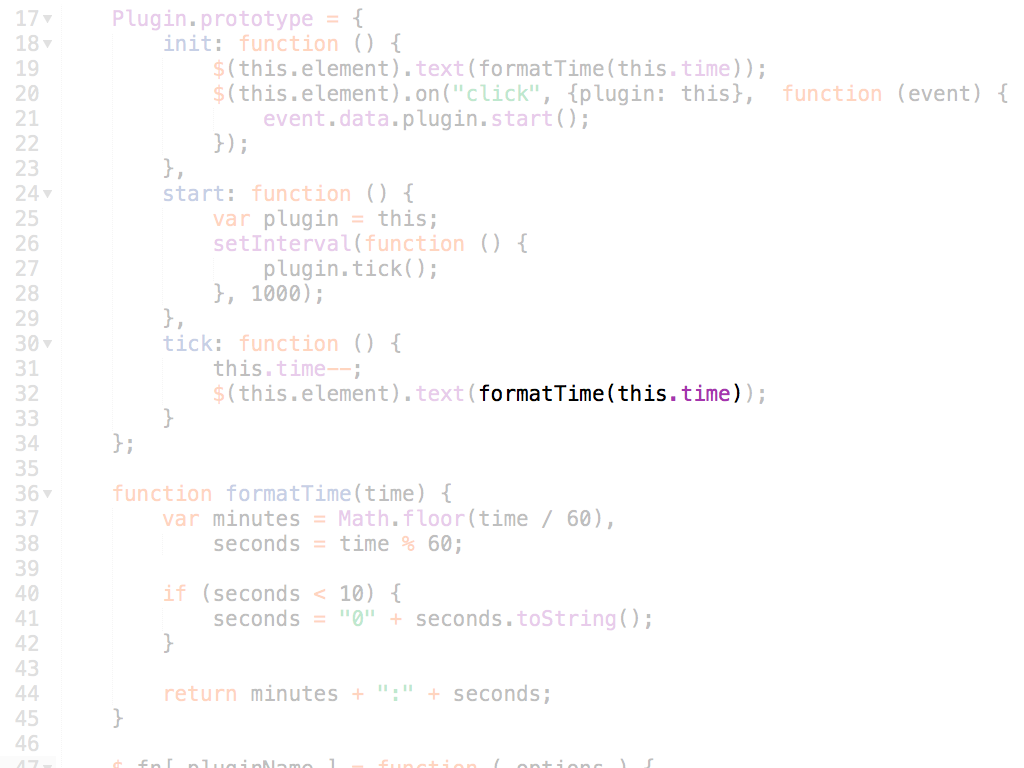 17 Plugin.prototype = {
18 init: function () {
19 $(this.element).text(formatTime(this.time));
20 $(this.element).on("click", {plugin: this},  function (event) {
21 event.data.plugin.start();
22 });
23 },
24 start: function () {
25 var plugin = this;
26 setInterval(function () {
27 plugin.tick();
28 }, 1000);
29 },
30 tick: function () {
31 this.time--;
32 $(this.element).text(formatTime(this.time));
33 }
34 };
35
36 function formatTime(time) {
37 var minutes = Math.floor(time / 60),
38 seconds = time % 60;
39
40 if (seconds < 10) {
41 seconds = "0" + seconds.toString();
42 }
43
44 return minutes + ":" + seconds;
45 }
46
47 $.fn[ pluginName ] = function ( options ) {